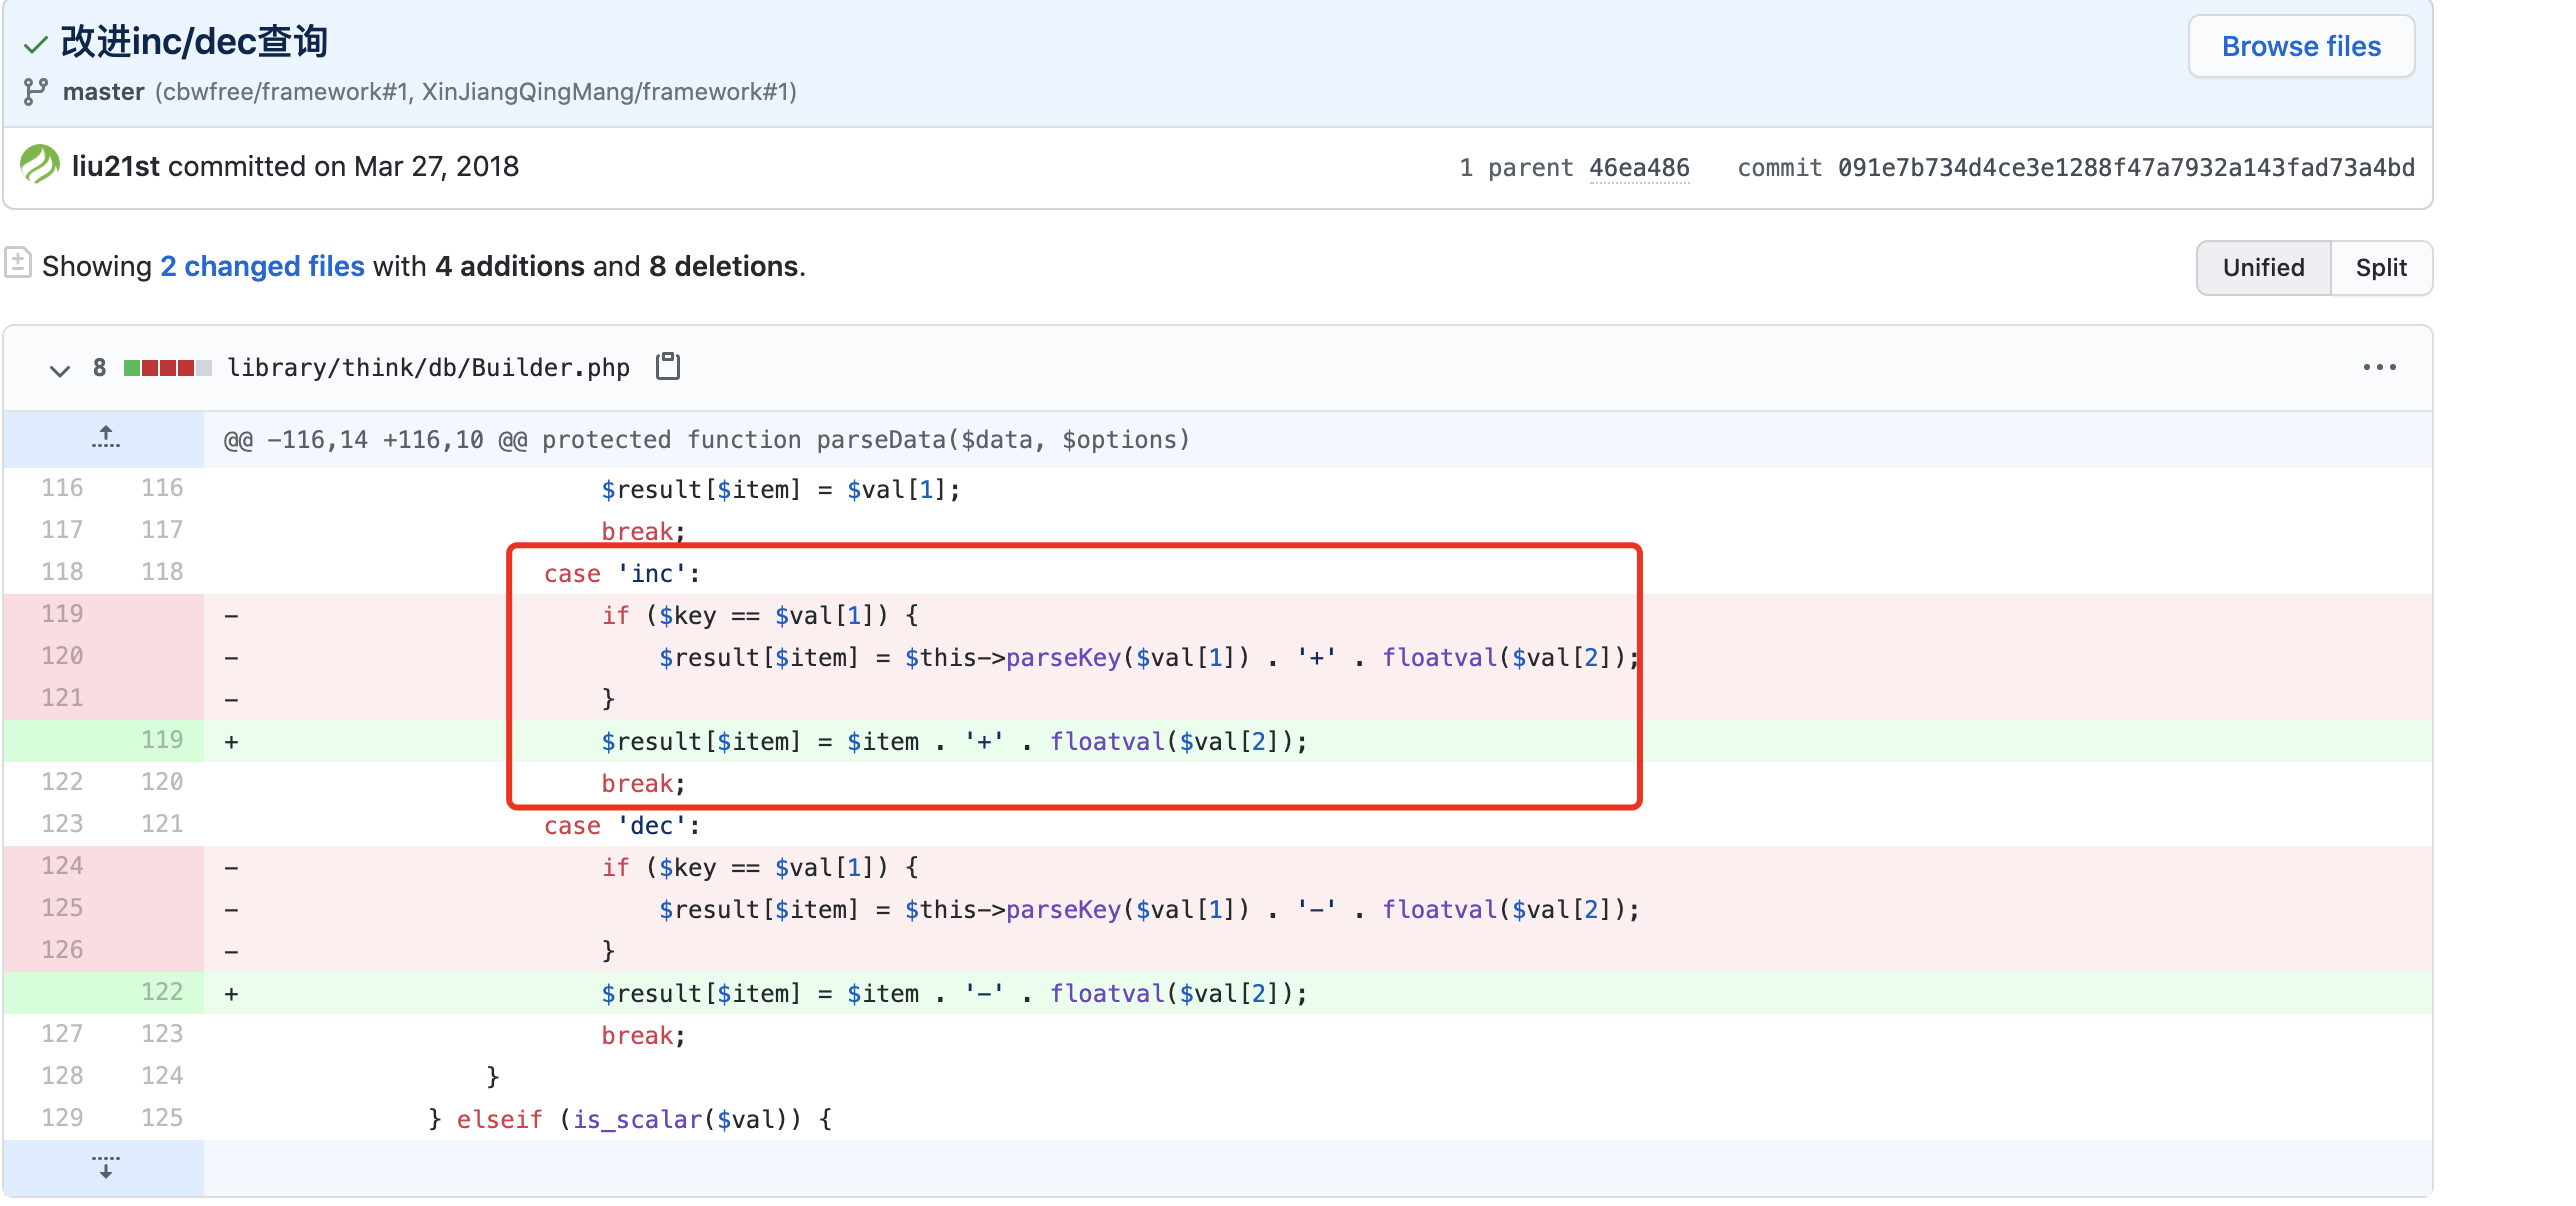 改进inc/dec查询
Browse files
master (cbwfree/framework#1, XinJiangQingMang/framework#1)
liu21st committed on Mar 27, 2018
1 parent 46ea486 commit 091e7b734d4ce3e1288f47a7932a143fad73a4bd
Showing 2 changed files with 4 additions and 8 deletions.
Unified Split
8 library/think/db/Builder.php
@@ -116,14 +116,10 @@ protected function parseData($data, $options)
116 116 $result[$item] = $val[1];
117 117 break;
118 118 case 'inc':
119 - if ($key == $val[1]) {
120 - $result[$item] = $this->parseKey($val[1]) . '+' . floatval($val[2]);
121 - }
119 + $result[$item] = $item . '+' . floatval($val[2]);
122 120 break;
123 121 case 'dec':
124 - if ($key == $val[1]) {
125 - $result[$item] = $this->parseKey($val[1]) . '-' . floatval($val[2]);
126 - }
122 + $result[$item] = $item . '-' . floatval($val[2]);
127 123 break;
128 124 }
129 125 } elseif (is_scalar($val)) {